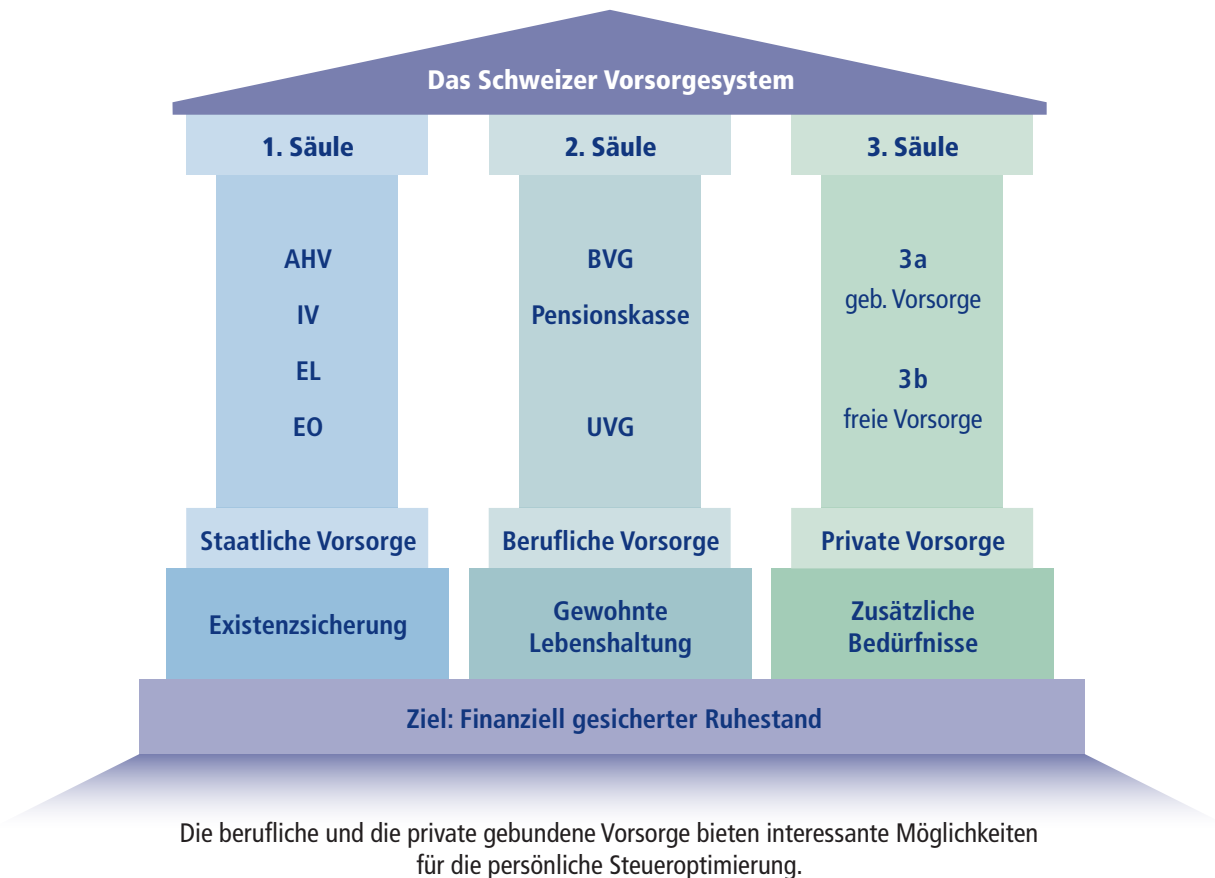 Das Schweizer Vorsorgesystem
1. Säule
AHV
IV
EL
EO
Staatliche Vorsorge
Existenzsicherung
2. Säule
BVG
Pensionskasse
UVG
Berufliche Vorsorge
Gewohnte
Lebenshaltung
3. Säule
3a
geb. Vorsorge
3b
freie Vorsorge
Private Vorsorge
Zusätzliche
Bedürfnisse
Ziel: Finanziell gesicherter Ruhestand
Die berufliche und die private gebundene Vorsorge bieten interessante Möglichkeiten
für die persönliche Steueroptimierung.